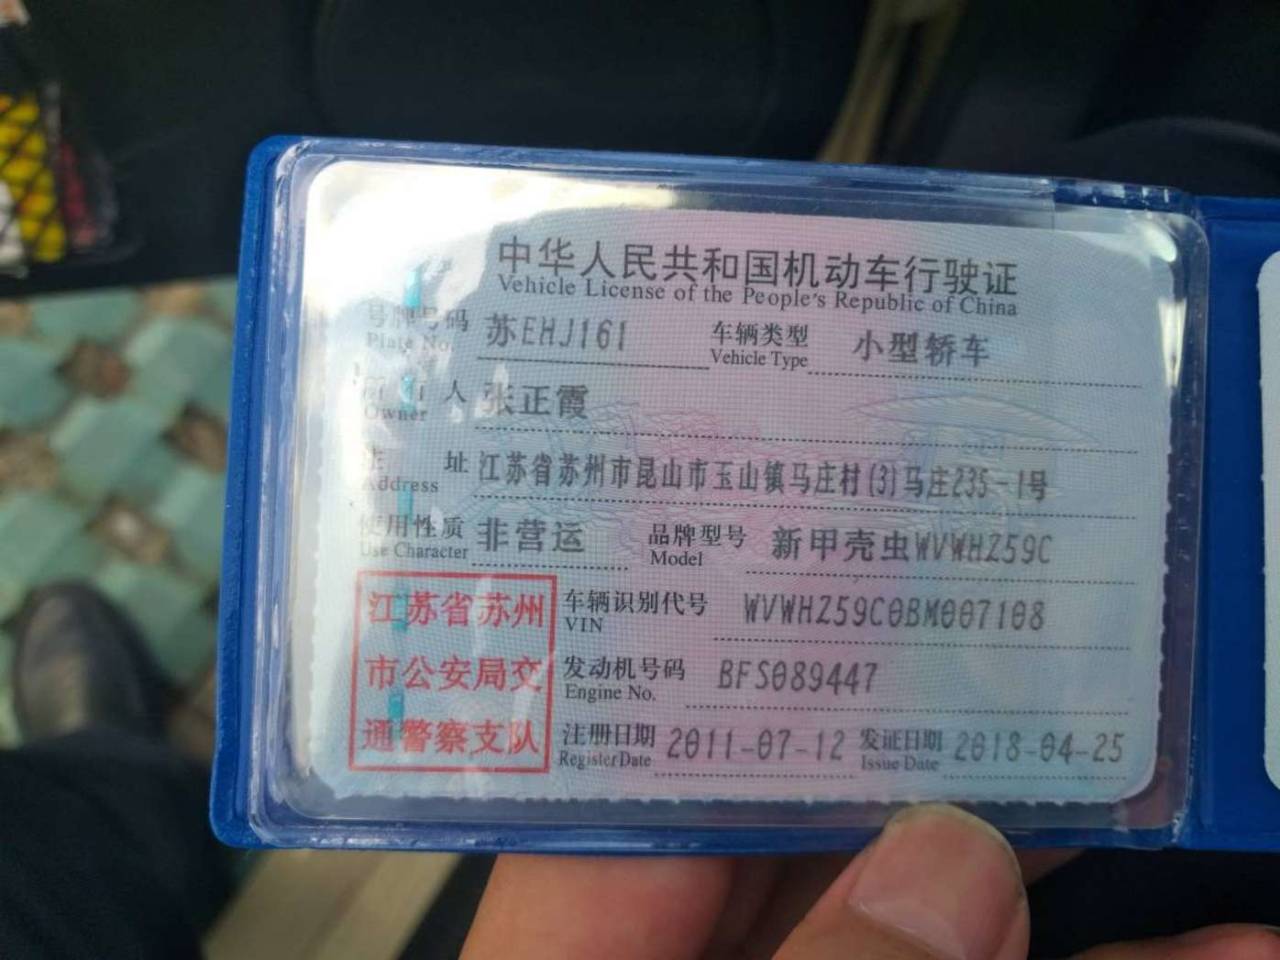 中华人民共和国机动车行驶证
Vehicle License of the People's Republic of China
号牌号码 苏EHJ161 车辆类型 小型轿车
Plate No. Vehicle Type
人 张正霞
Owner
址 江苏省苏州市昆山市玉山镇马庄村(3)马庄235-1号
Address
使用性质 非营运 品牌型号 新甲壳虫WVWHZ59C
Use Character Model
江苏省苏州
市公安局交
通警察支队
车辆识别代号 WVWHZ59C0BM007108
VIN
发动机号码 BFS089447
Engine No.
注册日期 2011-07-12 发证日期 2018-04-25
Register Date Issue Date